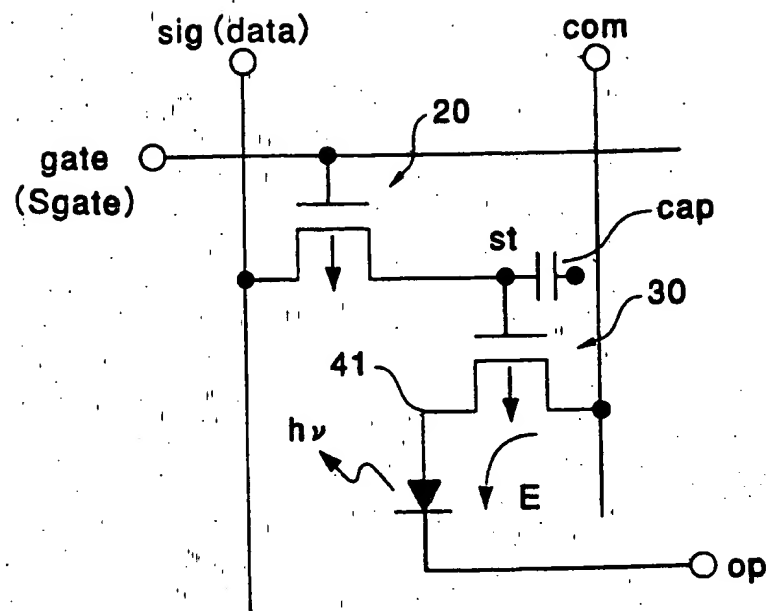 sig (data)
com
20
gate
(Sgate)
cap
st
30
41
hν
E
op